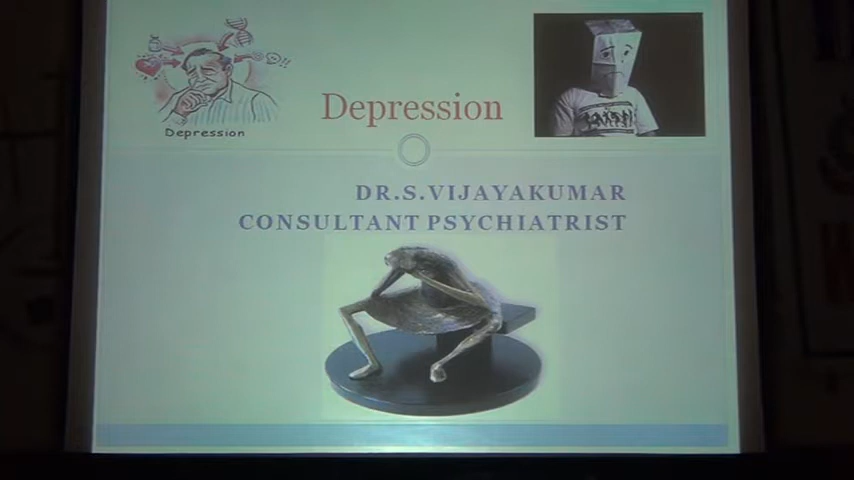 Depression
Depression
DR.S.VIJAYAKUMAR
CONSULTANT PSYCHIATRIST